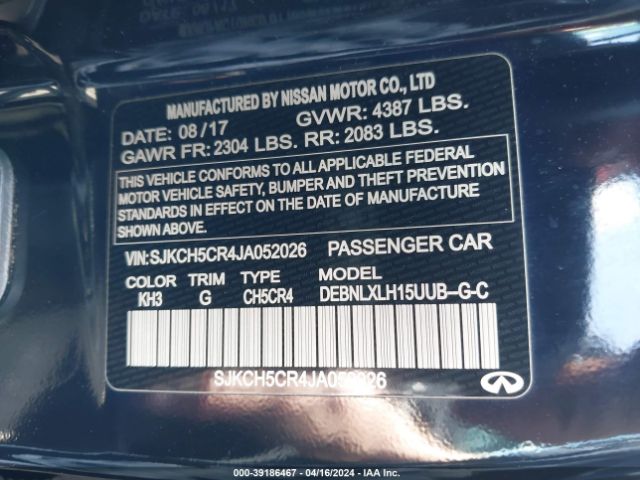 MANUFACTURED BY NISSAN MOTOR CO., LTD
DATE: 08/17 GVWR: 4387 LBS.
GAWR FR: 2304 LBS. RR: 2083 LBS.
THIS VEHICLE CONFORMS TO ALL APPLICABLE FEDERAL
MOTOR VEHICLE SAFETY, BUMPER AND THEFT PREVENTION
STANDARDS IN EFFECT ON THE DATE OF MANUFACTURE
SHOWN ABOVE.
VIN:SJKCH5CR4JA052026 PASSENGER CAR
COLOR TRIM TYPE MODEL
KH3 G CH5CR4 DEBNLXLH15UUB-G-C
SJKCH5CR4JA052026
000-39186467 - 04/16/2024 - IAA Inc.